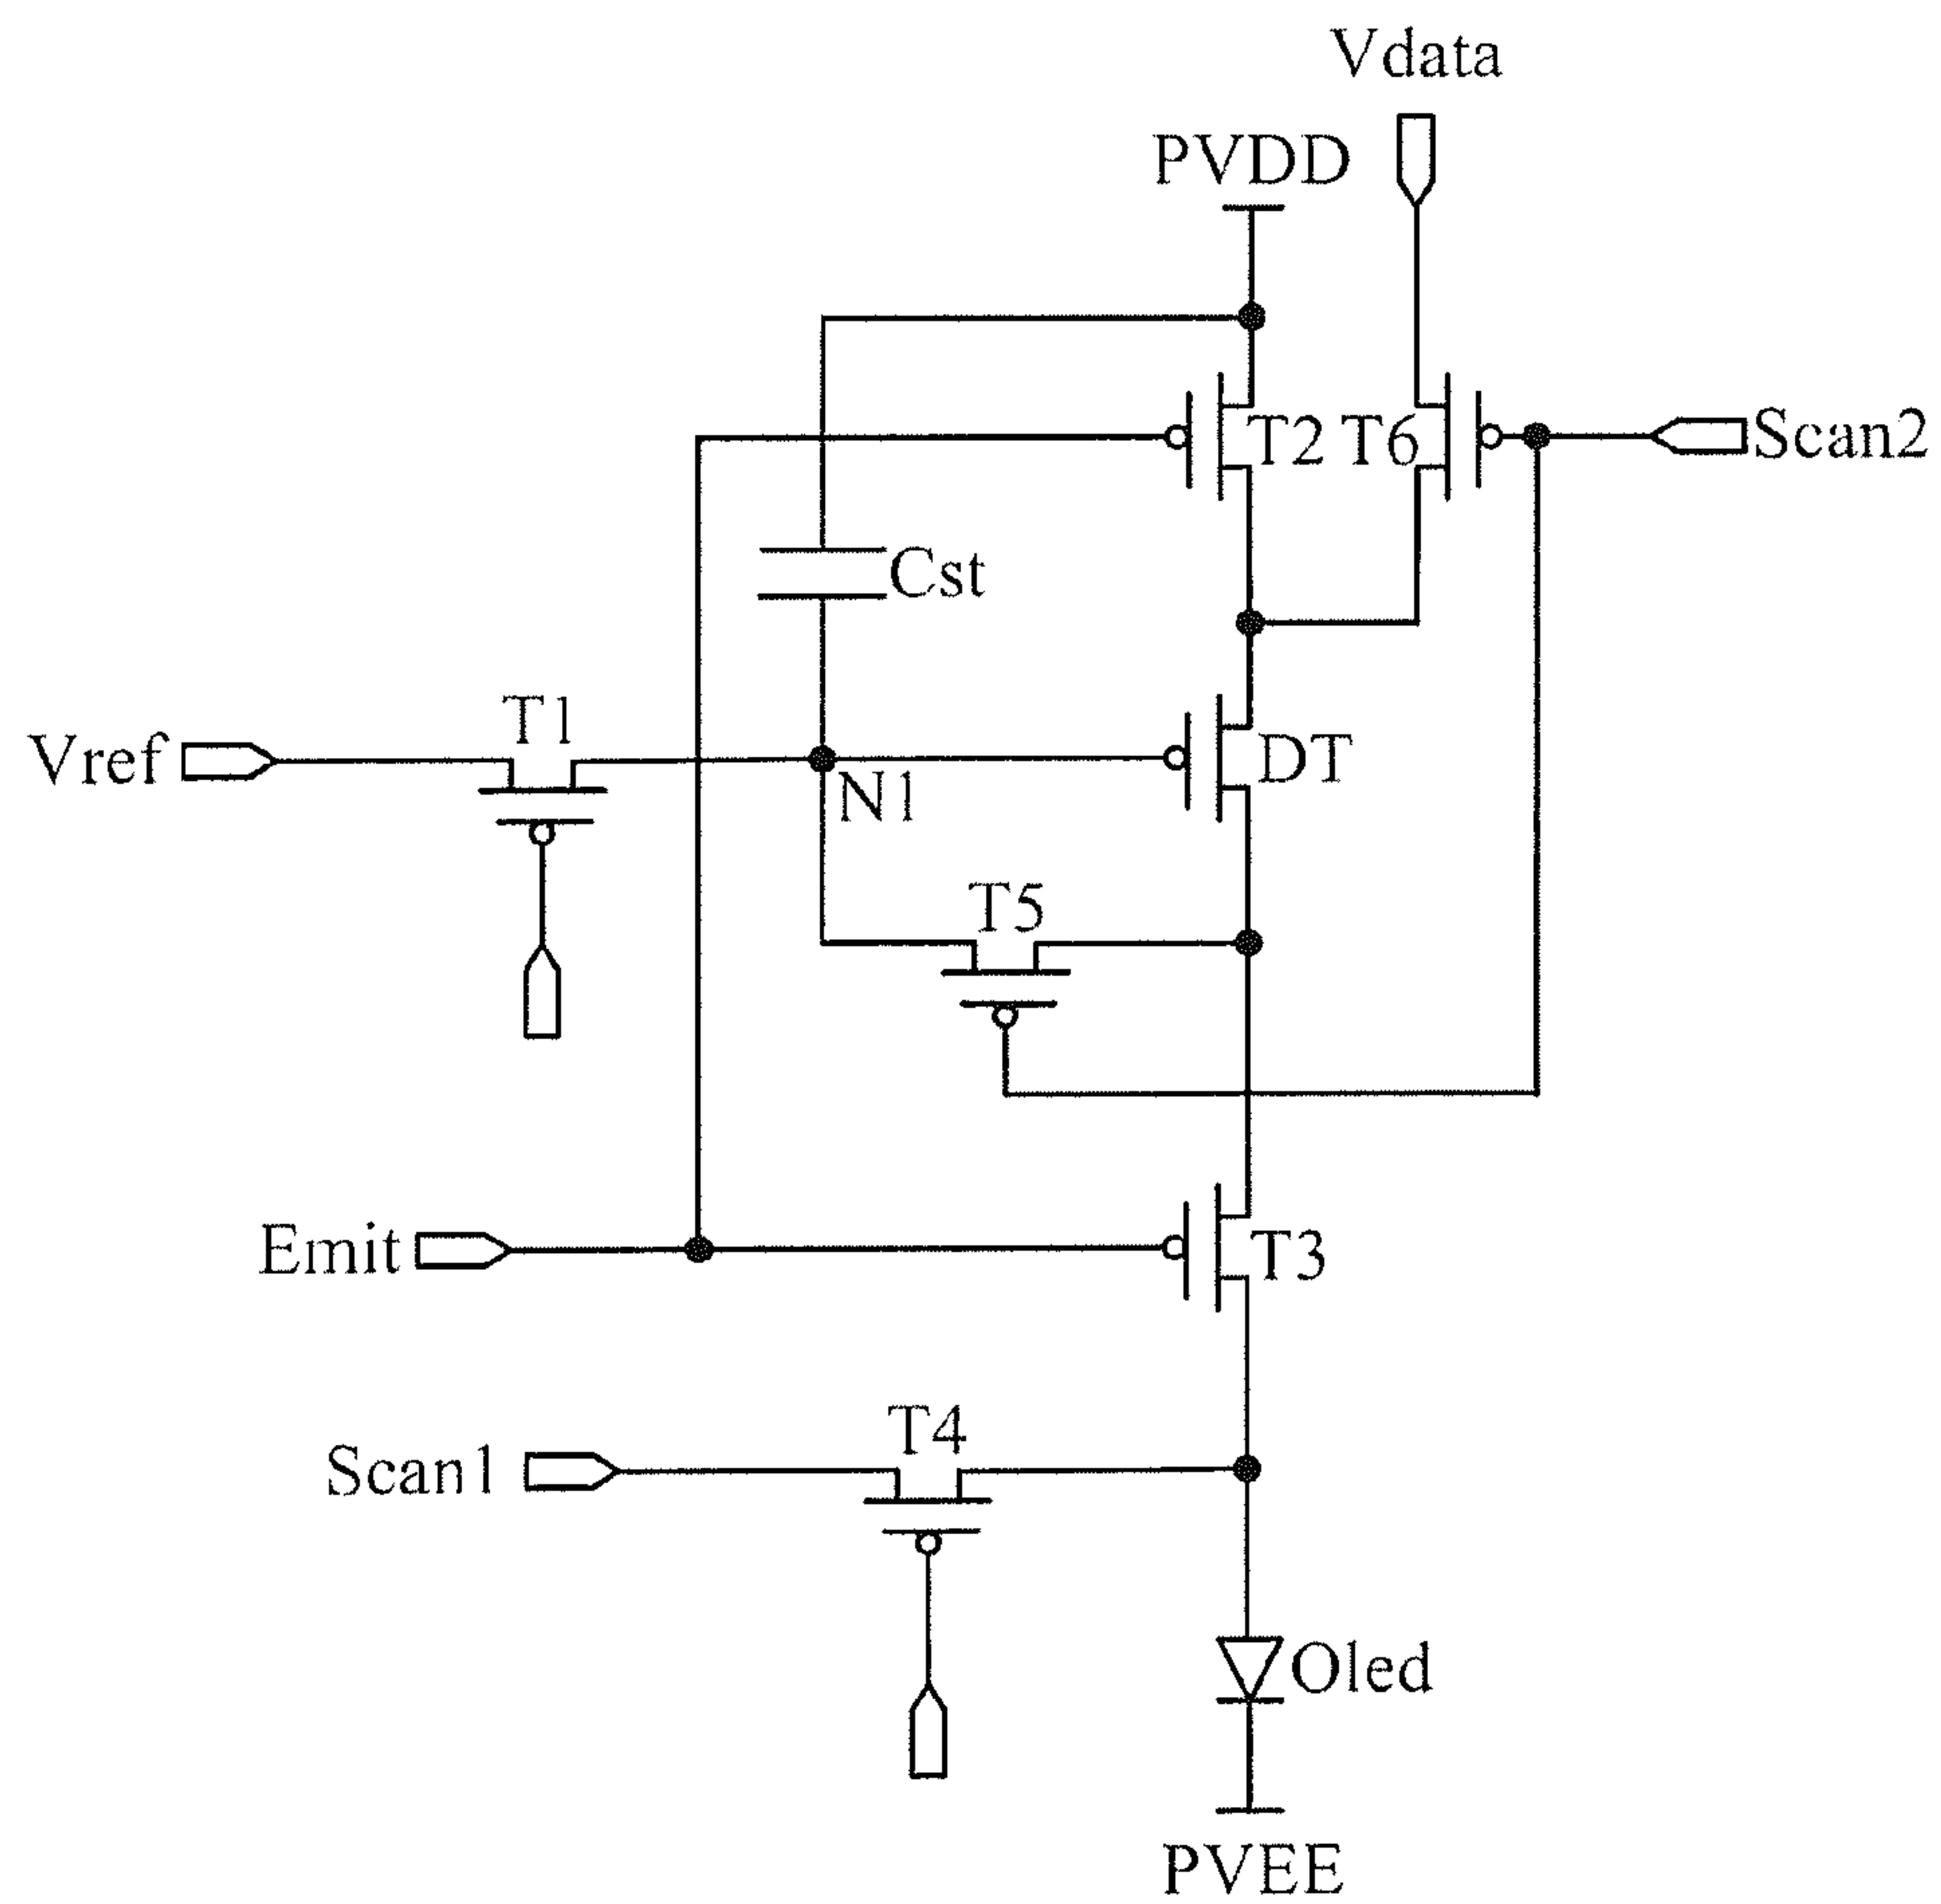 Vdata
PVDD
T2
T6
Scan2
Cst
T1
Vref
N1
DT
T5
Emit
T3
T4
Scan1
Oled
PVEE